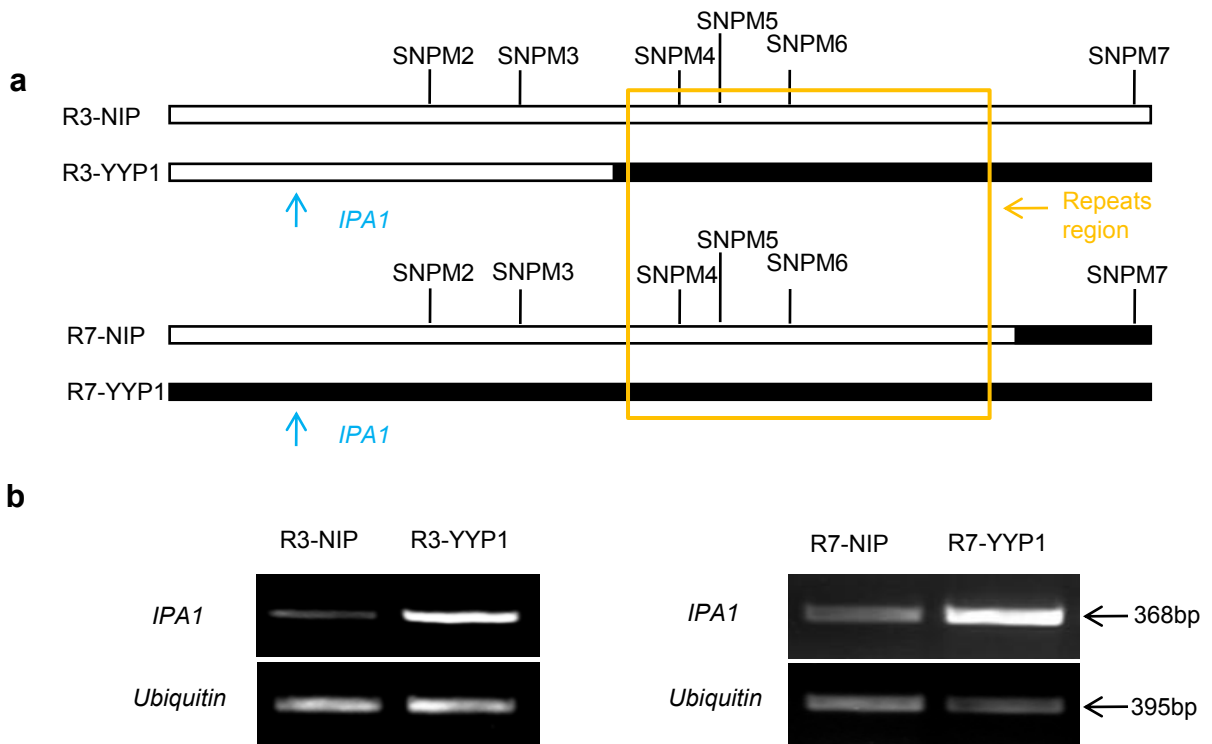 a
SNPM2
SNPM3
SNPM4
SNPM5
SNPM6
SNPM7
R3-NIP
R3-YYP1
IPA1
Repeats
region
SNPM2
SNPM3
SNPM4
SNPM5
SNPM6
SNPM7
R7-NIP
R7-YYP1
IPA1
b
R3-NIP
R3-YYP1
R7-NIP
R7-YYP1
IPA1
IPA1
368bp
Ubiquitin
Ubiquitin
395bp